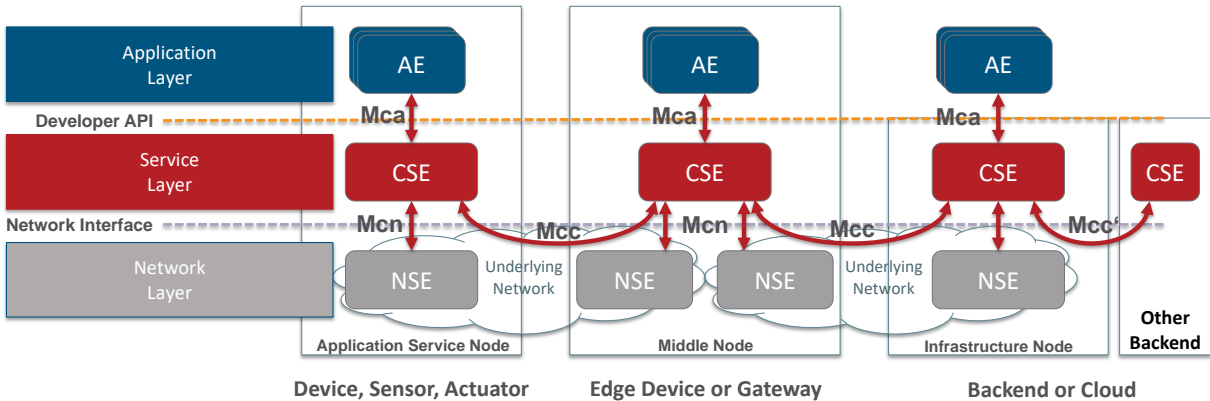 Application
Layer
AE
AE
AE
Mca
Mca
Mca
Developer API
Service
Layer
CSE
CSE
CSE
CSE
Network Interface
Mcn
Mcc
Mcn
Mcc
Mcc‘
Network
Layer
NSE
Underlying
Network
NSE
NSE
Underlying
Network
NSE
Other
Backend
Application Service Node
Middle Node
Infrastructure Node
Device, Sensor, Actuator
Edge Device or Gateway
Backend or Cloud